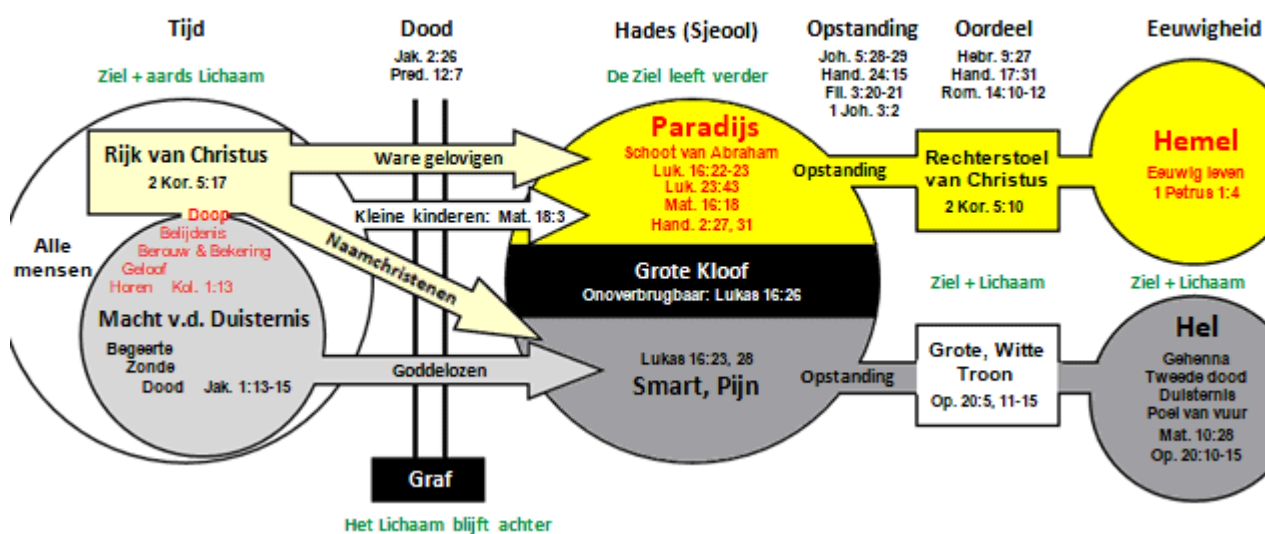 Tijd
Ziel + aards Lichaam
Alle
mensen
Rijk van Christus
2 Kor. 5:17
Doop
Belijdenis
Berouw & Bekering
Geloof
Horen Kol. 1:13
Macht v.d. Duisternis
Begeerte
Zonde
Dood Jak. 1:13-15
Dood
Jak. 2:26
Pred. 12:7
Ware gelovigen
Kleine kinderen: Mat. 18:3
Naamchristenen
Goddelozen
Graf
Het Lichaam blijft achter
Hades (Sjeool)
De Ziel leeft verder
Paradijs
Schoot van Abraham
Luk. 16:22-23
Luk. 23:43
Mat. 16:18
Hand. 2:27, 31
Grote Kloof
Onoverbrugbaar: Lukas 16:26
Lukas 16:23, 28
Smart, Pijn
Opstanding
Joh. 5:28-29
Hand. 24:15
Fil. 3:20-21
1 Joh. 3:2
Opstanding
Opstanding
Oordeel
Hebr. 9:27
Hand. 17:31
Rom. 14:10-12
Rechterstoel
van Christus
2 Kor. 5:10
Ziel + Lichaam
Grote, Witte
Troon
Op. 20:5, 11-15
Eeuwigheid
Hemel
Eeuwig leven
1 Petrus 1:4
Ziel + Lichaam
Hel
Gehenna
Tweede dood
Duisternis
Poel van vuur
Mat. 10:28
Op. 20:10-15